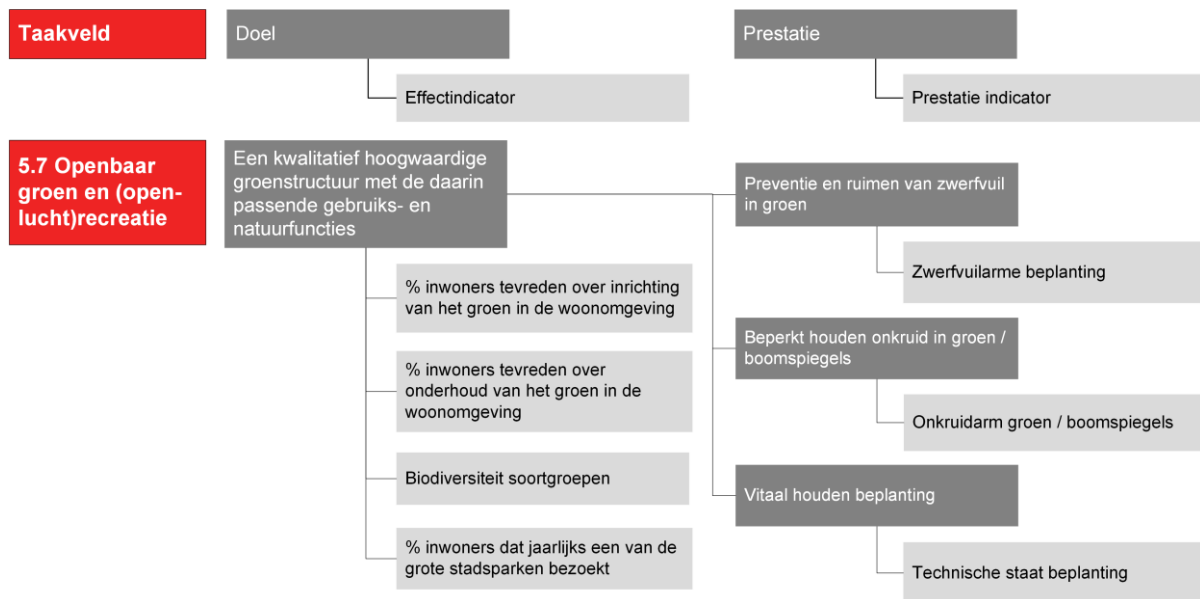 Taakveld
Doel
Prestatie
Effectindicator
Prestatie indicator
5.7 Openbaar
groen en (open-
lucht)recreatie
Een kwalitatief hoogwaardige
groenstructuur met de daarin
passende gebruiks- en
natuurfuncties
% inwoners tevreden over inrichting
van het groen in de woonomgeving
% inwoners tevreden over
onderhoud van het groen in de
woonomgeving
Biodiversiteit soortgroepen
% inwoners dat jaarlijks een van de
grote stadsparken bezoekt
Preventie en ruimen van zwerfvuil
in groen
Zwerfvuilarme beplanting
Beperkt houden onkruid in groen /
boomspiegels
Onkruidarm groen / boomspiegels
Vitaal houden beplanting
Technische staat beplanting